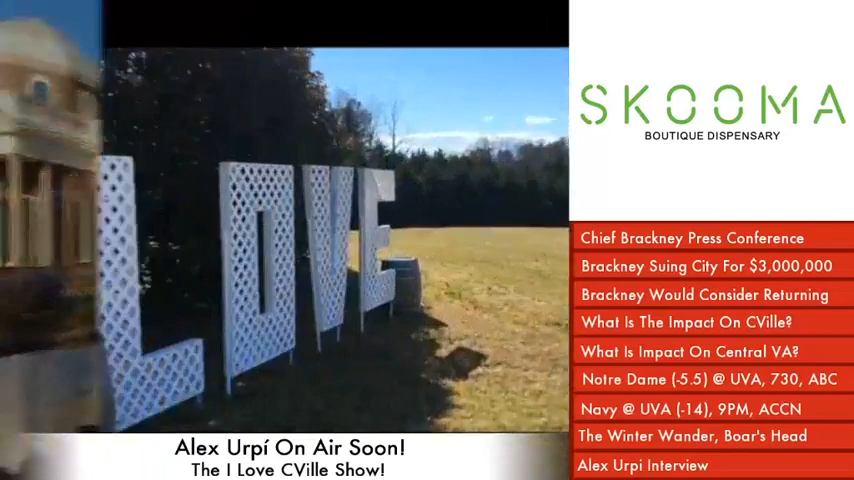 LOVE
SKOOMA
BOUTIQUE DISPENSARY
Chief Brackney Press Conference
Brackney Suing City For $3,000,000
Brackney Would Consider Returning
What Is The Impact On CVille?
What Is Impact On Central VA?
Notre Dame (-5.5) @ UVA, 730, ABC
Navy @ UVA (-14), 9PM, ACCN
The Winter Wander, Boar's Head
Alex Urpi Interview
Alex Urpí On Air Soon!
The I Love CVille Show!